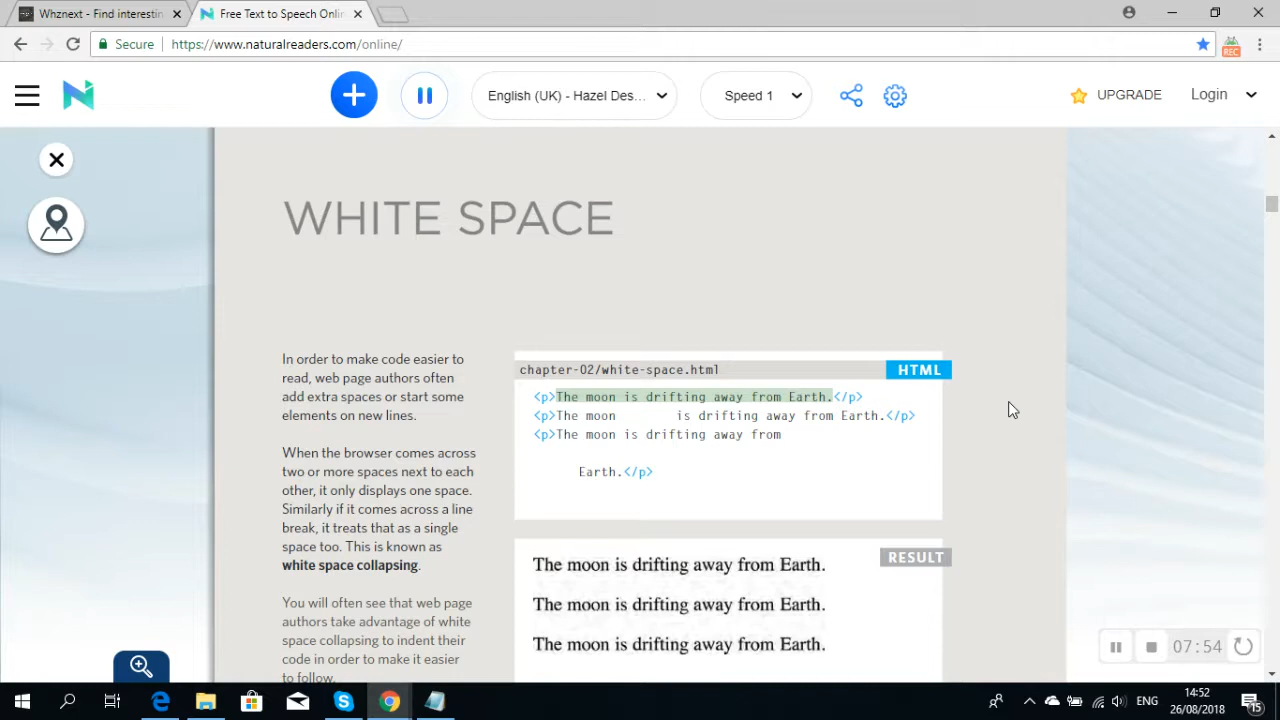 Whznext - Find interestin
Free Text to Speech Onlin
Secure
https://www.naturalreaders.com/online/
REC
English (UK) - Hazel Des...
Speed 1
UPGRADE
Login
WHITE SPACE
In order to make code easier to
read, web page authors often
add extra spaces or start some
elements on new lines.
When the browser comes across
two or more spaces next to each
other, it only displays one space.
Similarly if it comes across a line
break, it treats that as a single
space too. This is known as
white space collapsing.
You will often see that web page
authors take advantage of white
space collapsing to indent their
code in order to make it easier
to follow.
chapter-02/white-space.html
HTML
<p>The moon is drifting away from Earth.</p>
<p>The moon       is drifting away from Earth.</p>
<p>The moon is drifting away from
Earth.</p>
RESULT
The moon is drifting away from Earth.
The moon is drifting away from Earth.
The moon is drifting away from Earth.
07:54
ENG
14:52
26/08/2018
15